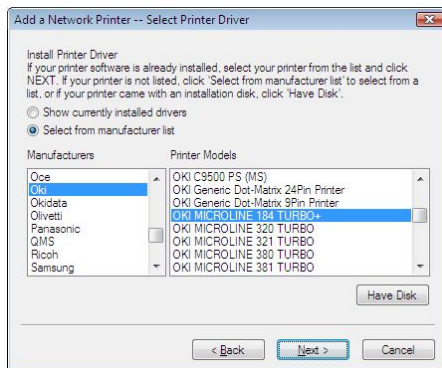 Add a Network Printer -- Select Printer Driver
Install Printer Driver
If your printer software is already installed, select your printer from the list and click
NEXT. If your printer is not listed, click 'Select from manufacturer list' to select from a
list, or if your printer came with an installation disk, click 'Have Disk'.
Show currently installed drivers
Select from manufacturer list
Manufacturers
Printer Models
Oce
Oki
Okidata
Olivetti
Panasonic
QMS
Ricoh
Samsung
OKI C9500 PS (MS)
OKI Generic Dot-Matrix 24Pin Printer
OKI Generic Dot-Matrix 9Pin Printer
OKI MICROLINE 184 TURBO+
OKI MICROLINE 320 TURBO
OKI MICROLINE 321 TURBO
OKI MICROLINE 380 TURBO
OKI MICROLINE 381 TURBO
Have Disk
< Back
Next >
Cancel